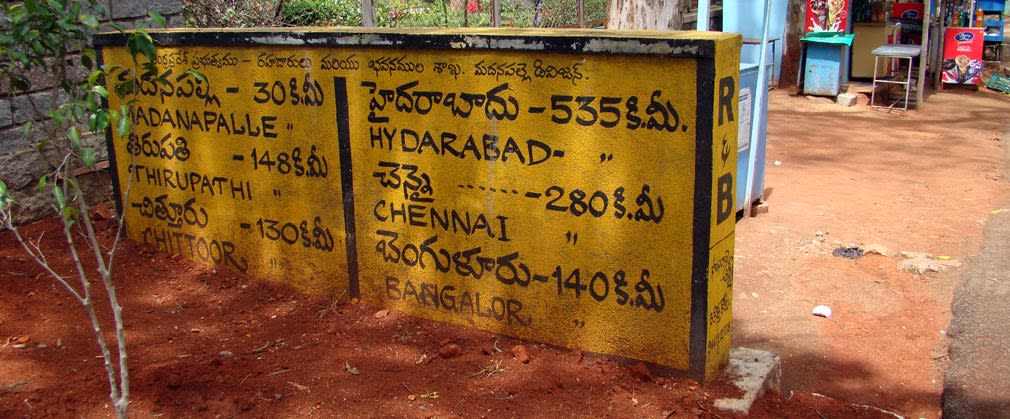 ఆంధ్రప్రదేశ్ ప్రభుత్వము - రహదారులు మరియు భవనముల శాఖ. మదనపల్లె డివిజన్.
మదనపల్లి - 30కి.మీ
MADANAPALLE "
తిరుపతి - 148కి.మీ
THIRUPATHI "
చిత్తూరు - 130కి.మీ
CHITTOOR "
హైదరాబాదు - 535కి.మీ.
HYDARABAD - "
చెన్నై ...... - 280కి.మీ
CHENNAI "
బెంగుళూరు - 140కి.మీ
BANGALOR "
R & B